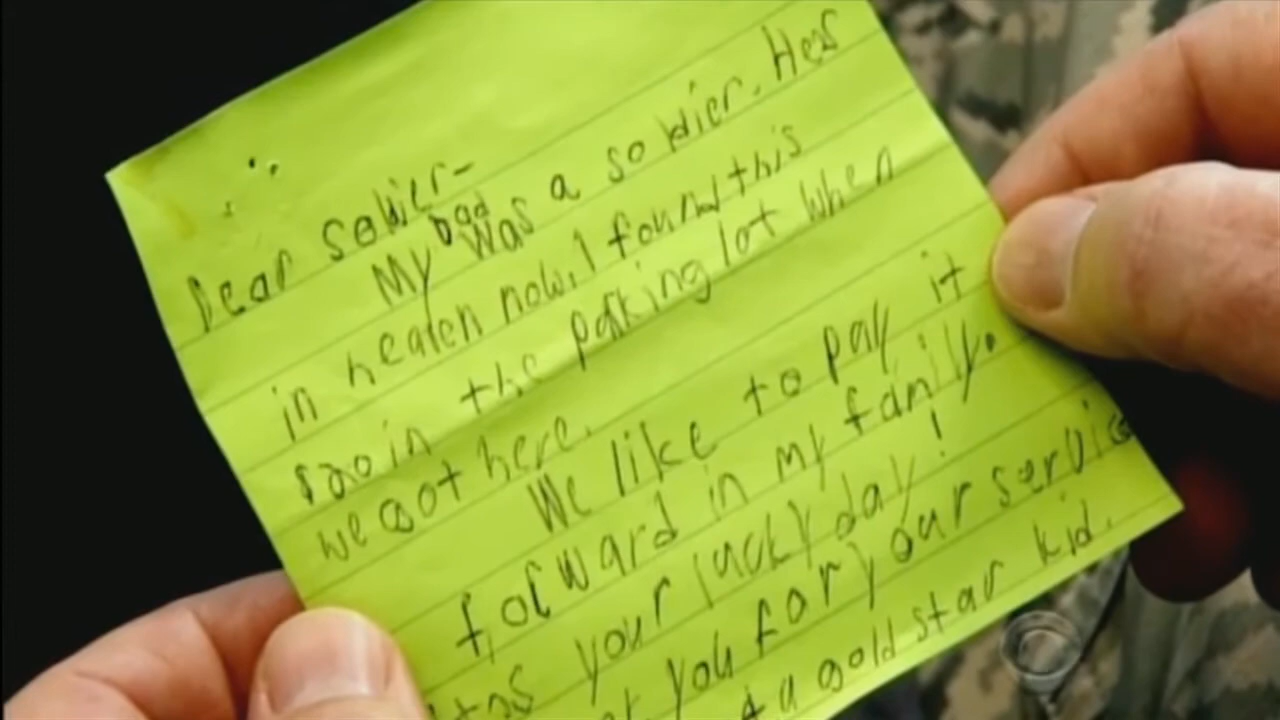 Dear Soldier-
My Dad was a soldier. Hes
in heaven now. I found this
$20 in the parking lot when
we got here.
We like to pay it
forward in my family.
Its your lucky day!
you for your service
a gold star kid.